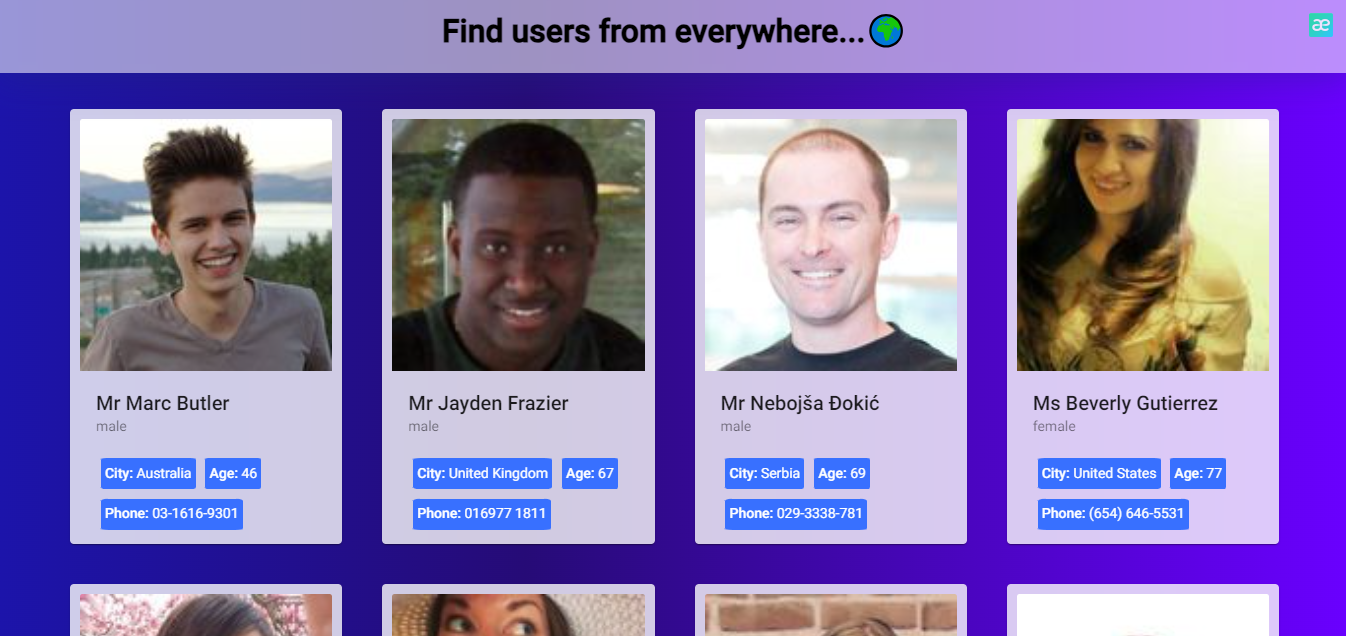 Find users from everywhere...
æ
Mr Marc Butler
male
City: Australia Age: 46
Phone: 03-1616-9301
Mr Jayden Frazier
male
City: United Kingdom Age: 67
Phone: 016977 1811
Mr Nebojša Đokić
male
City: Serbia Age: 69
Phone: 029-3338-781
Ms Beverly Gutierrez
female
City: United States Age: 77
Phone: (654) 646-5531